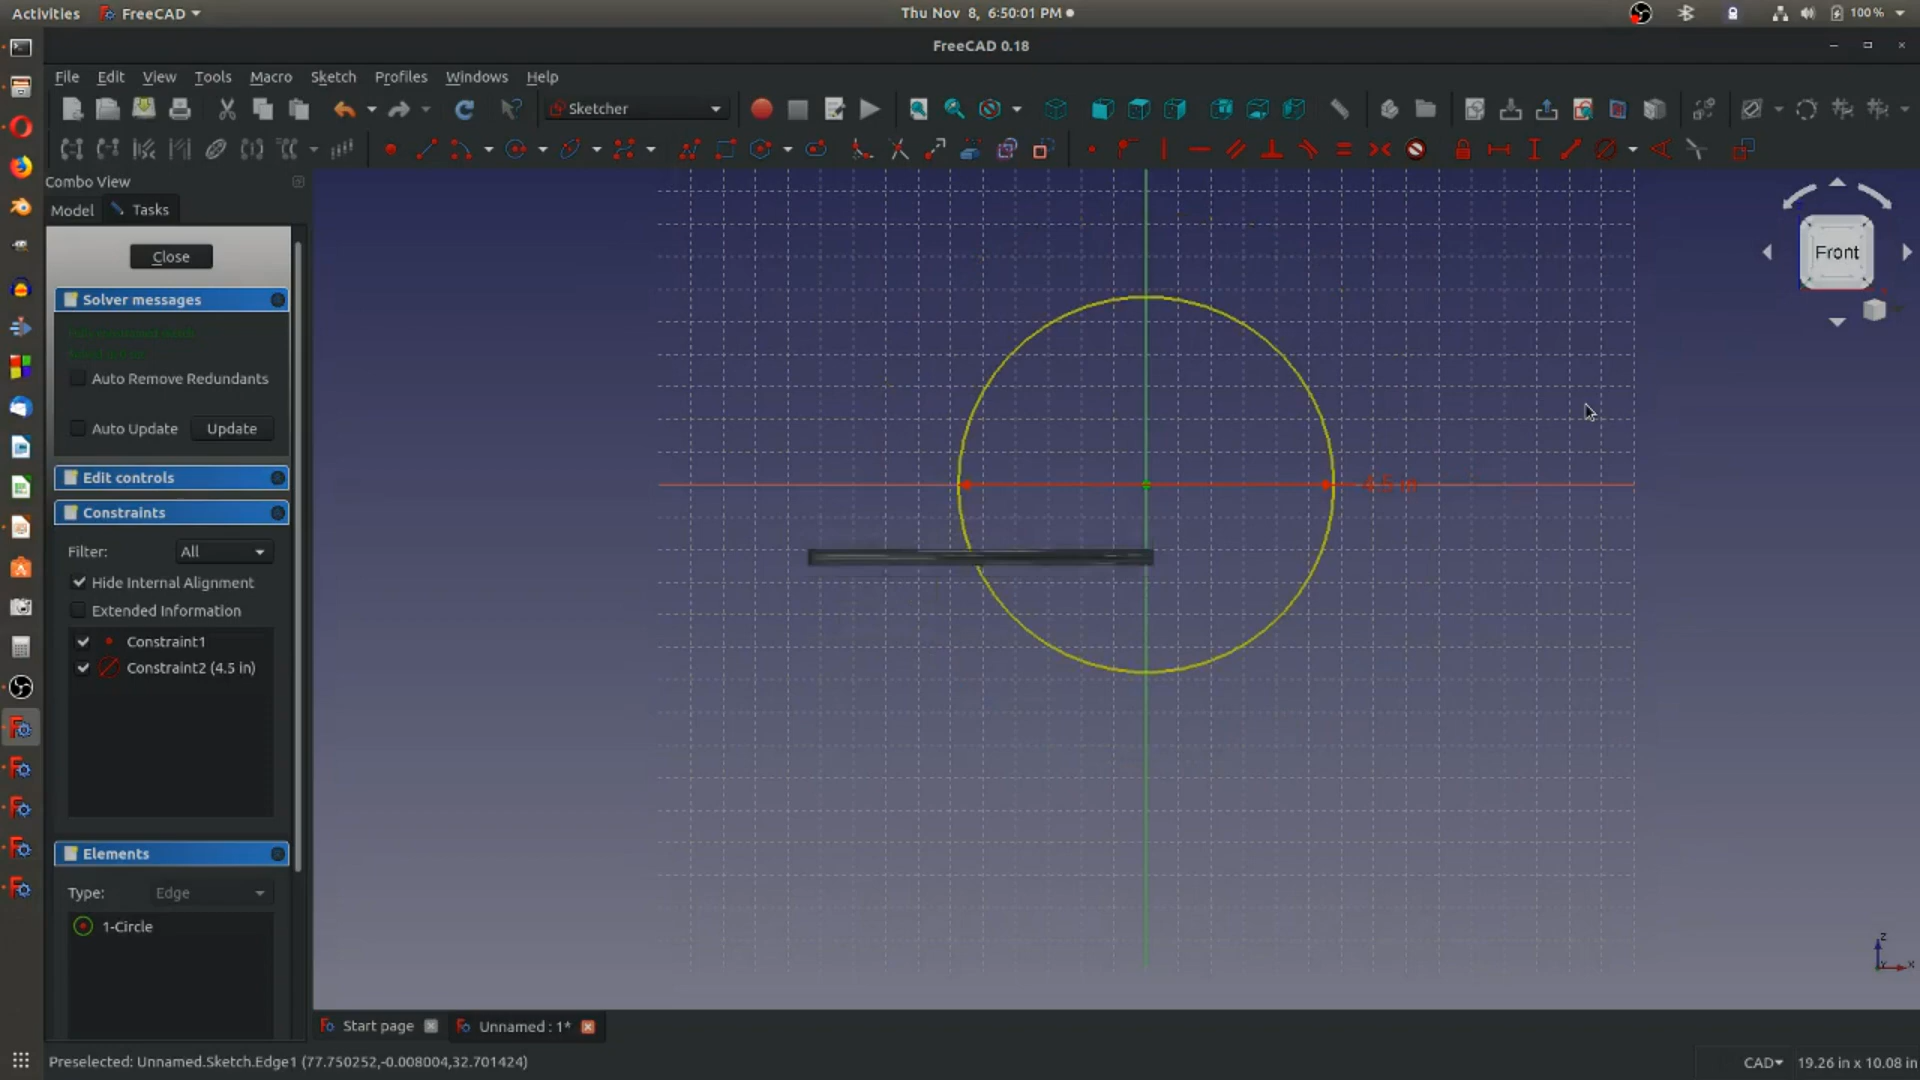 Activities FreeCAD Thu Nov 8, 6:50:01 PM 100%
FreeCAD 0.18
File Edit View Tools Macro Sketch Profiles Windows Help
Sketcher
Combo View
Model Tasks
Close
Solver messages
Auto Remove Redundants
Auto Update Update
Edit controls
Constraints
Filter: All
Hide Internal Alignment
Extended Information
Constraint1
Constraint2 (4.5 in)
Elements
Type: Edge
1-Circle
4.5 in
Front
Z
Y X
Start page Unnamed : 1*
Preselected: Unnamed.Sketch.Edge1 (77.750252,-0.008004,32.701424) CAD 19.26 in x 10.08 in